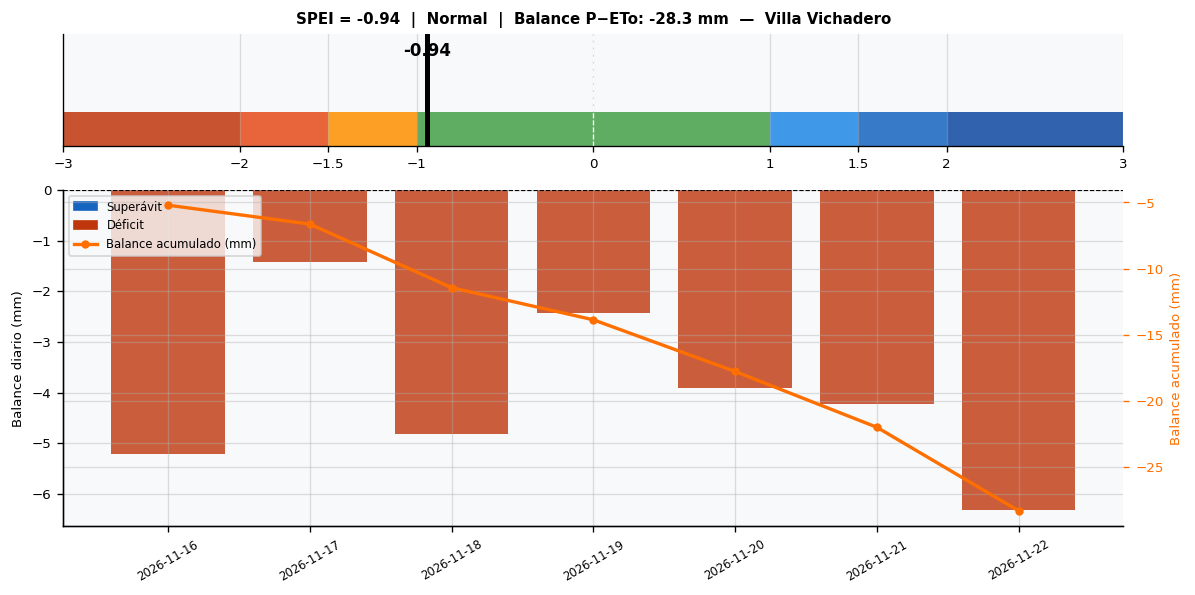 SPEI = -0.94  |  Normal  |  Balance P−ETo: -28.3 mm  —  Villa Vichadero
-0.94
−3 −2 −1.5 −1 0 1 1.5 2 3
Superávit
Déficit
Balance acumulado (mm)
Balance diario (mm)
0
−1
−2
−3
−4
−5
−6
−5
−10
−15
−20
−25
Balance acumulado (mm)
2026-11-16 2026-11-17 2026-11-18 2026-11-19 2026-11-20 2026-11-21 2026-11-22